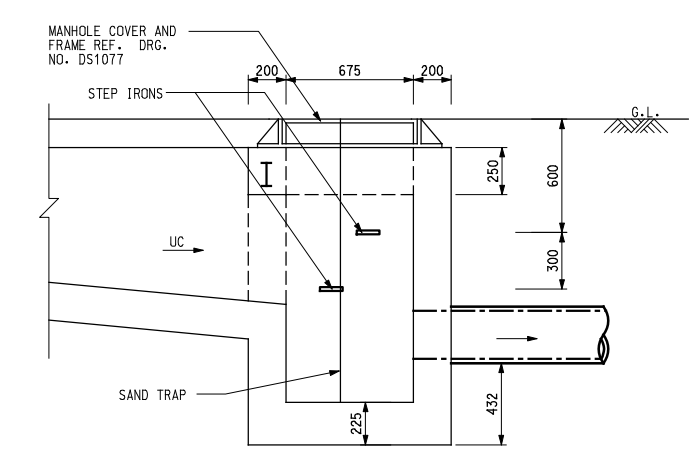 MANHOLE COVER AND
FRAME REF. DRG.
NO. DS1077
200
675
200
STEP IRONS
G.L.
I
250
600
UC
300
SAND TRAP
225
432